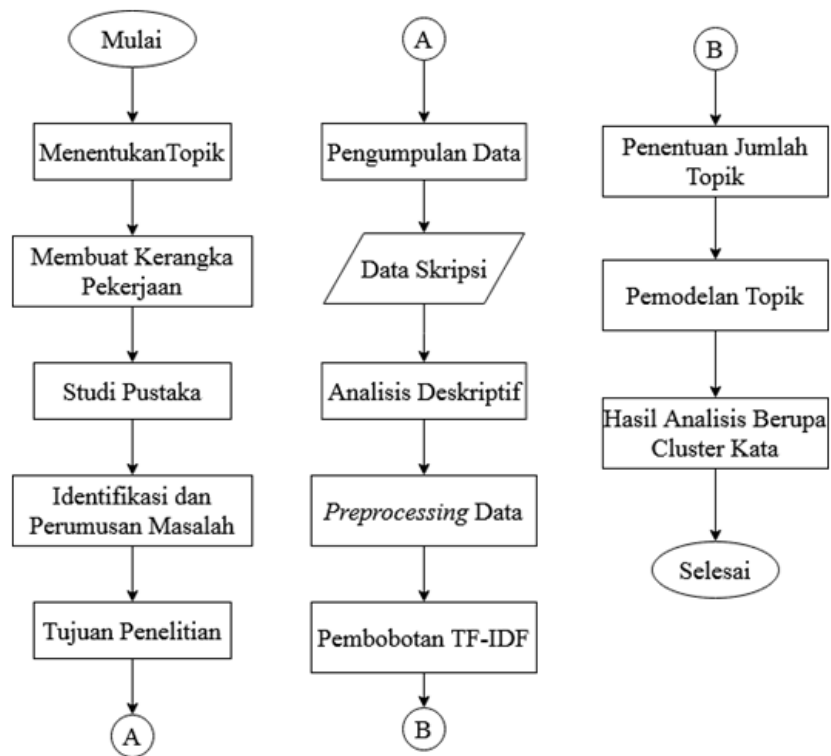 Mulai
MenentukanTopik
Membuat Kerangka
Pekerjaan
Studi Pustaka
Identifikasi dan
Perumusan Masalah
Tujuan Penelitian
A
A
Pengumpulan Data
Data Skripsi
Analisis Deskriptif
Preprocessing Data
Pembobotan TF-IDF
B
B
Penentuan Jumlah
Topik
Pemodelan Topik
Hasil Analisis Berupa
Cluster Kata
Selesai